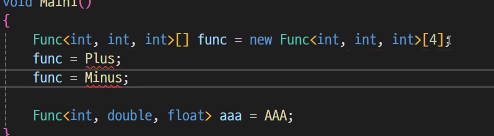 void Main1()
{
Func<int, int, int>[] func = new Func<int, int, int>[4];
func = Plus;
func = Minus;
Func<int, double, float> aaa = AAA;
}